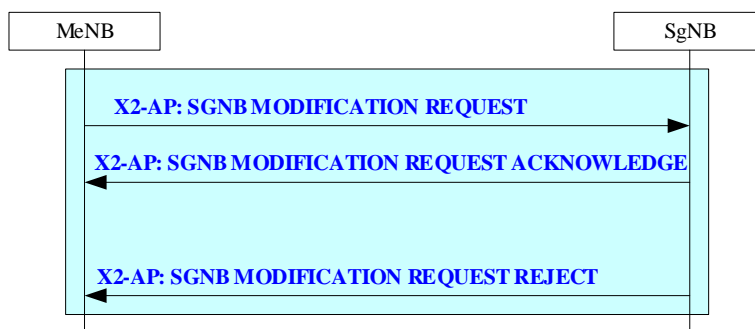 MeNB
SgNB
X2-AP: SGNB MODIFICATION REQUEST
X2-AP: SGNB MODIFICATION REQUEST ACKNOWLEDGE
X2-AP: SGNB MODIFICATION REQUEST REJECT